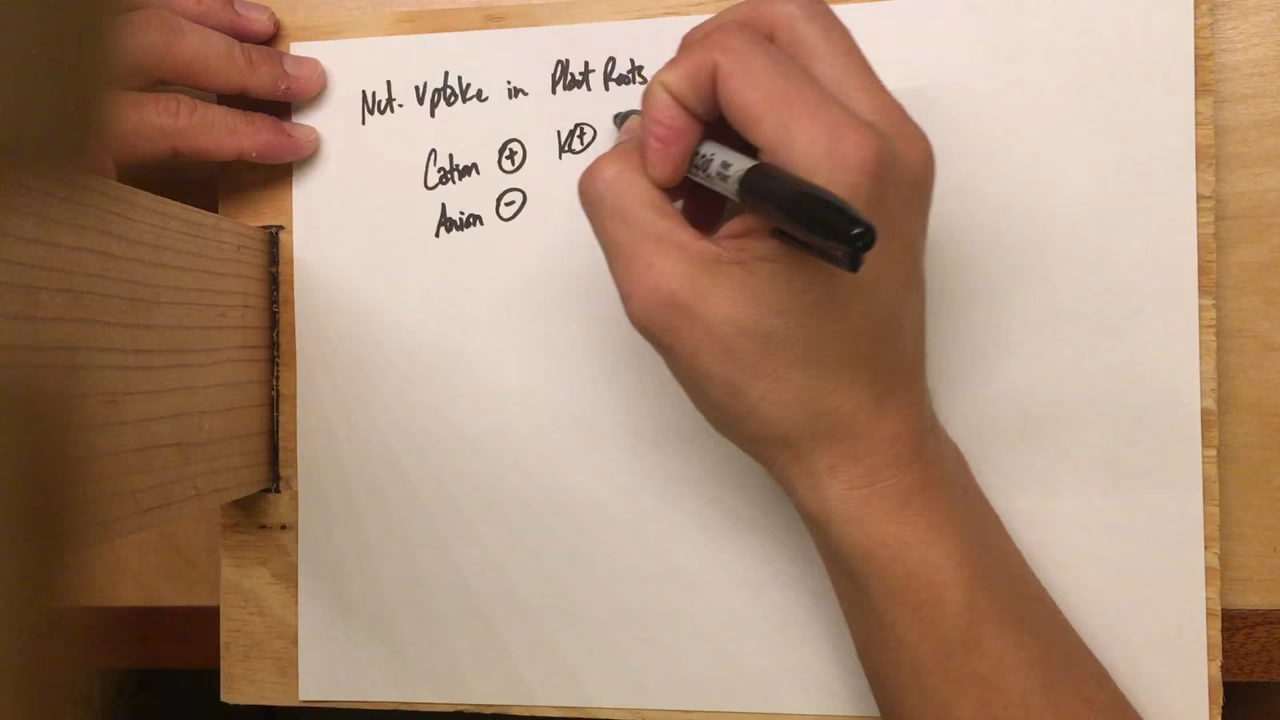 Nut. Uptake in Plant Roots
Cation + K+
Anion -